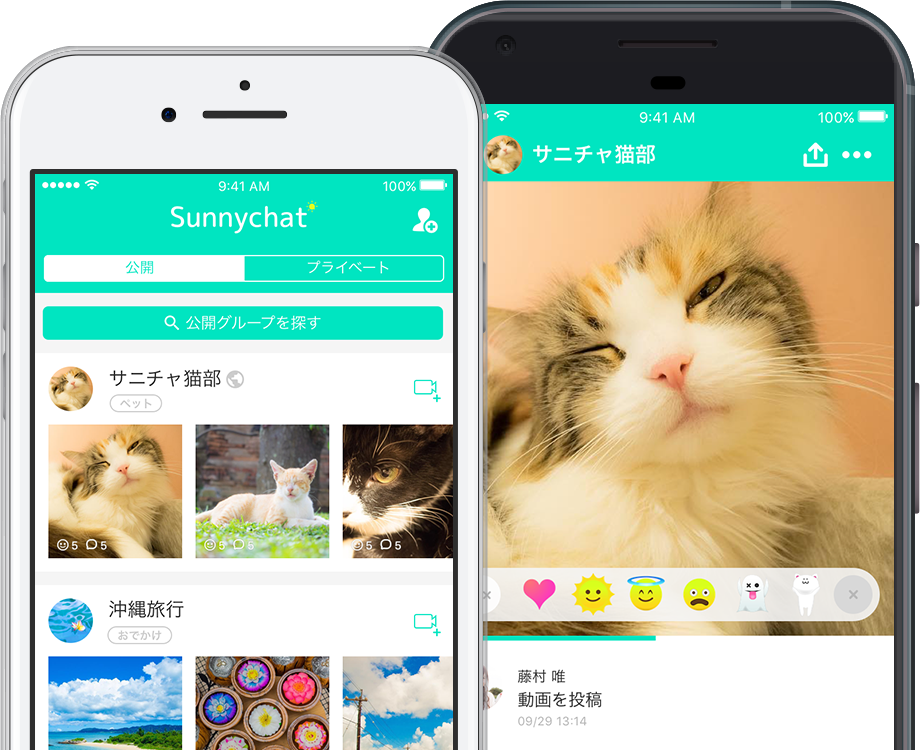 9:41 AM
100%
Sunnychat
公開
プライベート
公開グループを探す
サニチャ猫部
ペット
5 5
5 5
5 5
沖縄旅行
おでかけ
9:41 AM
100%
サニチャ猫部
藤村 唯
動画を投稿
09/29 13:14